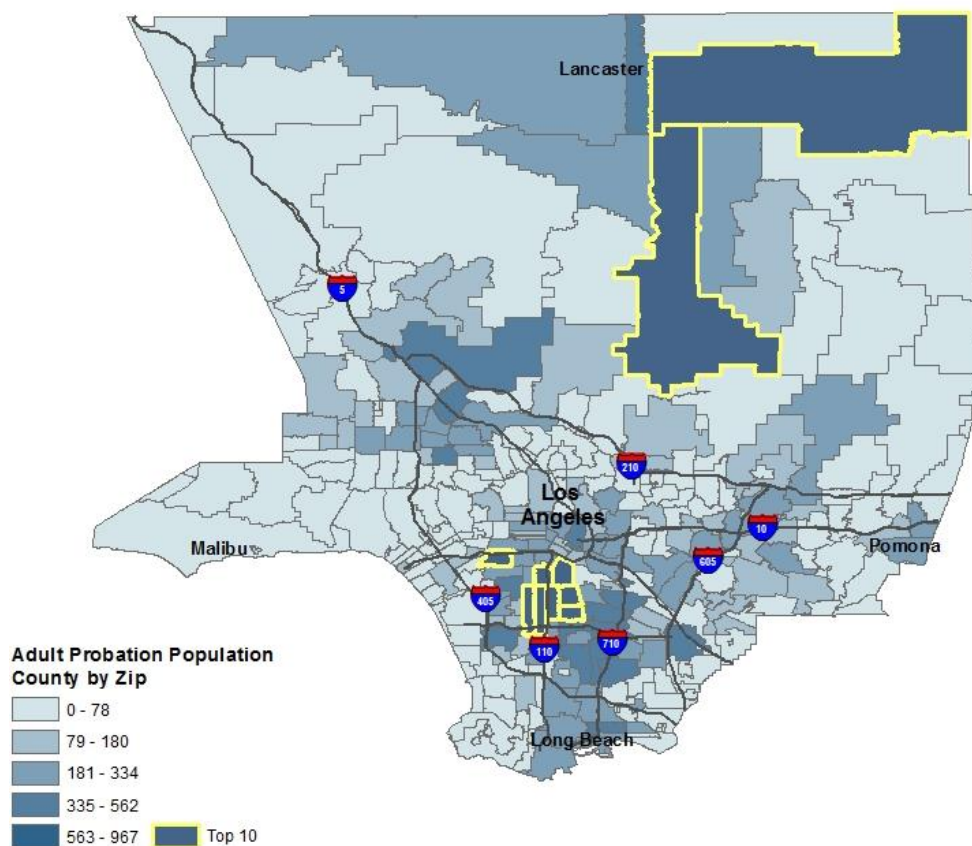 Lancaster
5
210
Los
Angeles
10
Malibu
Pomona
605
405
110
710
Long Beach
Adult Probation Population
County by Zip
0 - 78
79 - 180
181 - 334
335 - 562
563 - 967
Top 10